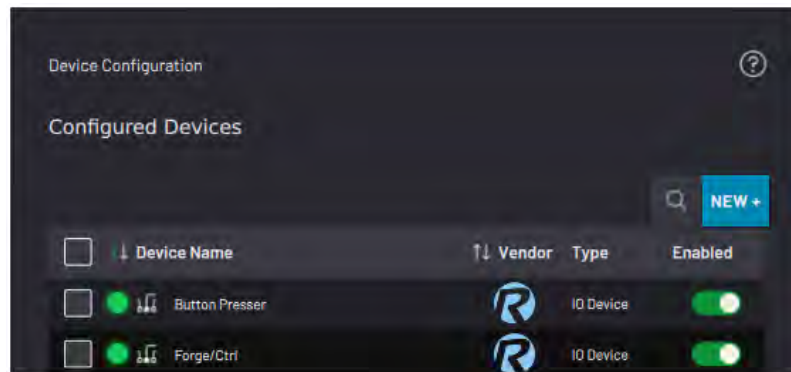 Device Configuration
Configured Devices
NEW +
Device Name Vendor Type Enabled
Button Presser R IO Device
Forge/Ctrl R IO Device